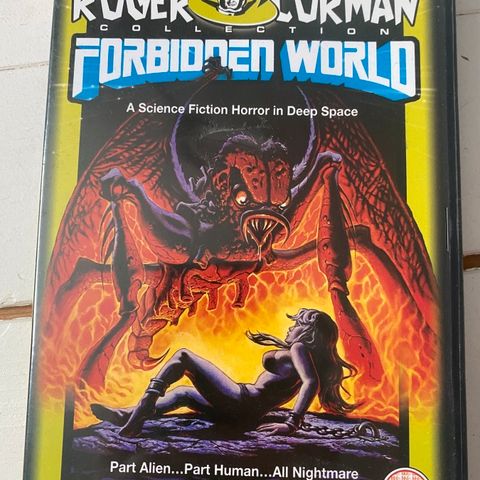 ROGER CORMAN
COLLECTION
FORBIDDEN WORLD
A Science Fiction Horror in Deep Space
Part Alien...Part Human...All Nightmare